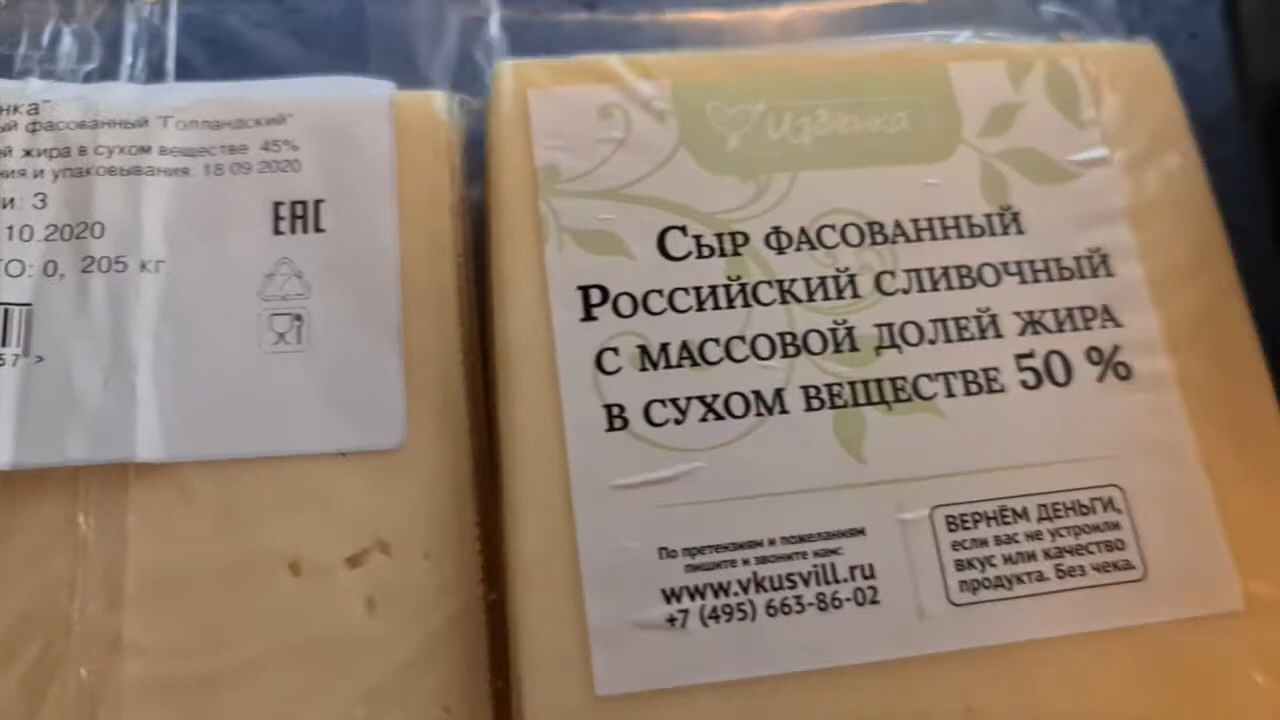 нка"
ый фасованный "Голландский"
ей жира в сухом веществе 45%
ния и упаковывания 18 09 2020
и: 3
10.2020
ТО: 0, 205 кг
57 >
ЕАС
Избёнка
Сыр фасованный
Российский сливочный
с массовой долей жира
в сухом веществе 50 %
По претензиям и пожеланиям
пишите и звоните нам:
www.vkusvill.ru
+7 (495) 663-86-02
ВЕРНЁМ ДЕНЬГИ,
если вас не устроили
вкус или качество
продукта. Без чека.